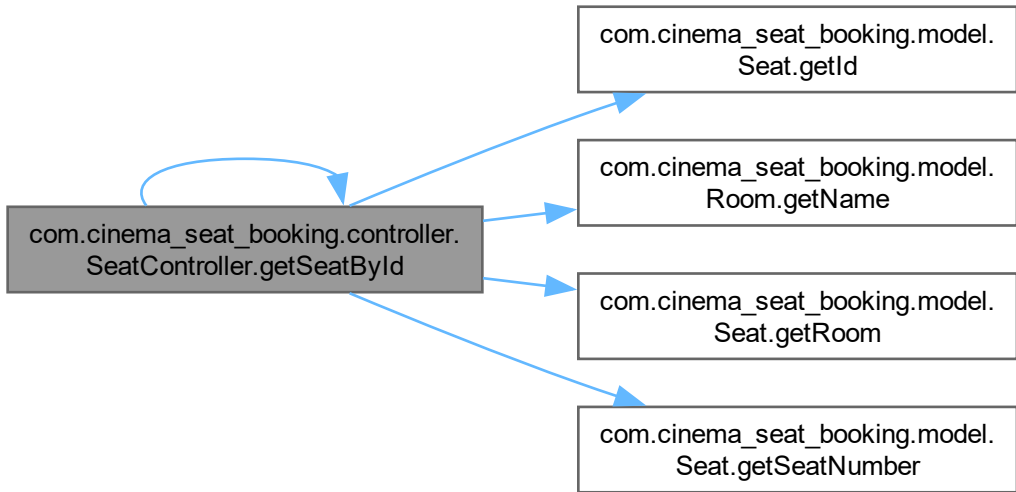 com.cinema_seat_booking.model.
Seat.getId
com.cinema_seat_booking.model.
Room.getName
com.cinema_seat_booking.controller.
SeatController.getSeatById
com.cinema_seat_booking.model.
Seat.getRoom
com.cinema_seat_booking.model.
Seat.getSeatNumber